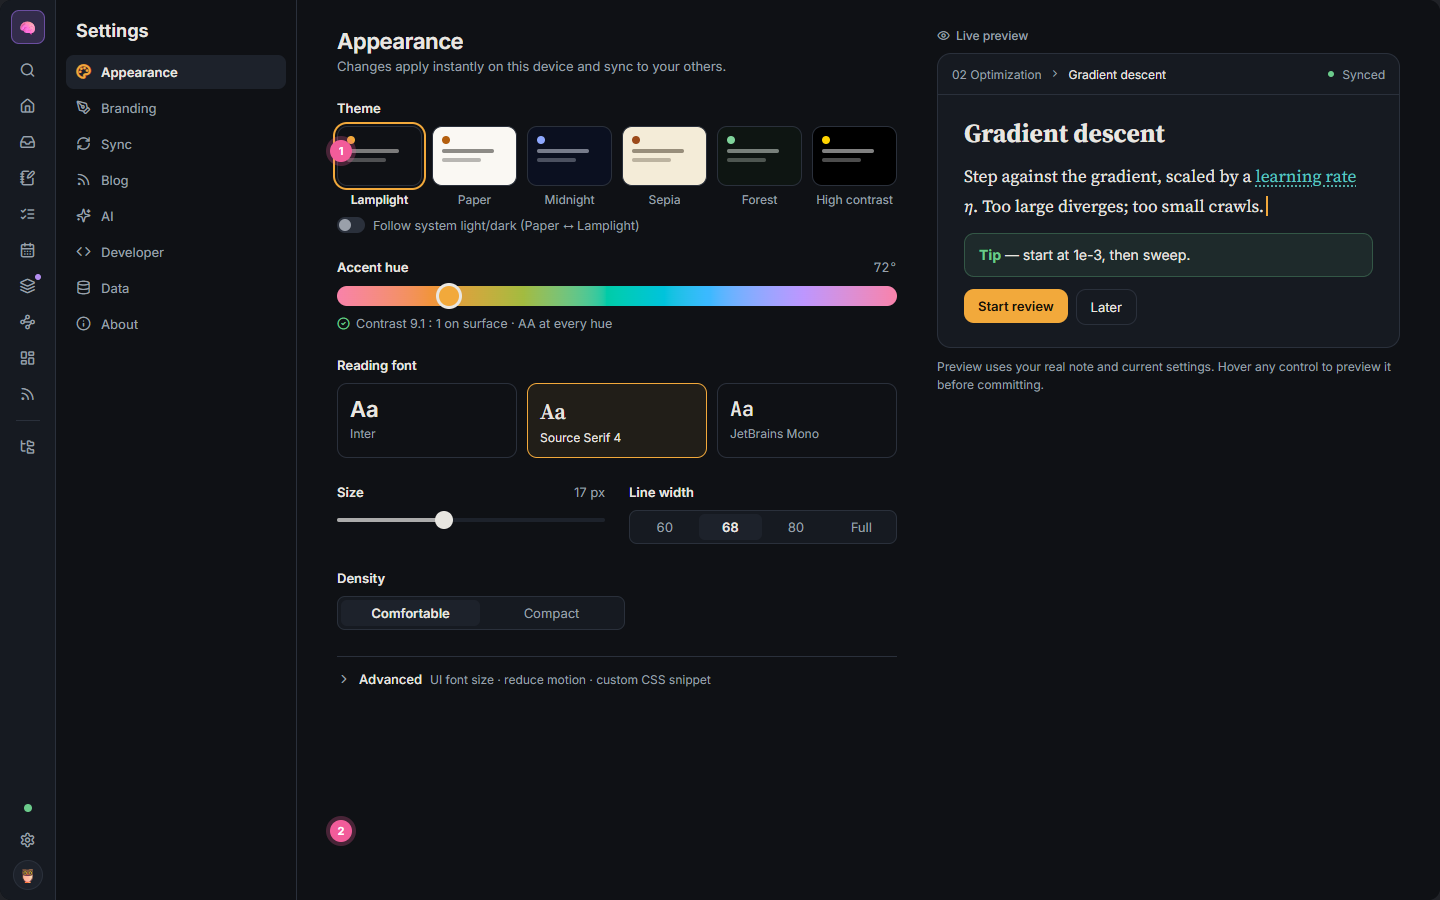 Settings
Appearance
Branding
Sync
Blog
AI
Developer
Data
About
Appearance
Changes apply instantly on this device and sync to your others.
Theme
1
Lamplight
Paper
Midnight
Sepia
Forest
High contrast
Follow system light/dark (Paper ↔ Lamplight)
Accent hue
72°
Contrast 9.1 : 1 on surface · AA at every hue
Reading font
Aa
Inter
Aa
Source Serif 4
Aa
JetBrains Mono
Size
17 px
Line width
60
68
80
Full
Density
Comfortable
Compact
Advanced UI font size · reduce motion · custom CSS snippet
2
Live preview
02 Optimization > Gradient descent
Synced
Gradient descent
Step against the gradient, scaled by a learning rate
η. Too large diverges; too small crawls.
Tip — start at 1e-3, then sweep.
Start review
Later
Preview uses your real note and current settings. Hover any control to preview it
before committing.